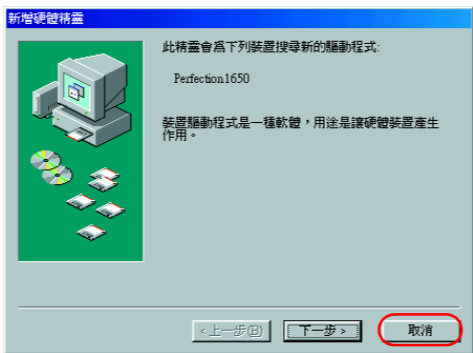 新增硬體精靈
此精靈會為下列裝置搜尋新的驅動程式:
Perfection1650
裝置驅動程式是一種軟體，用途是讓硬體裝置產生
作用。
<上一步(B)
下一步>
取消